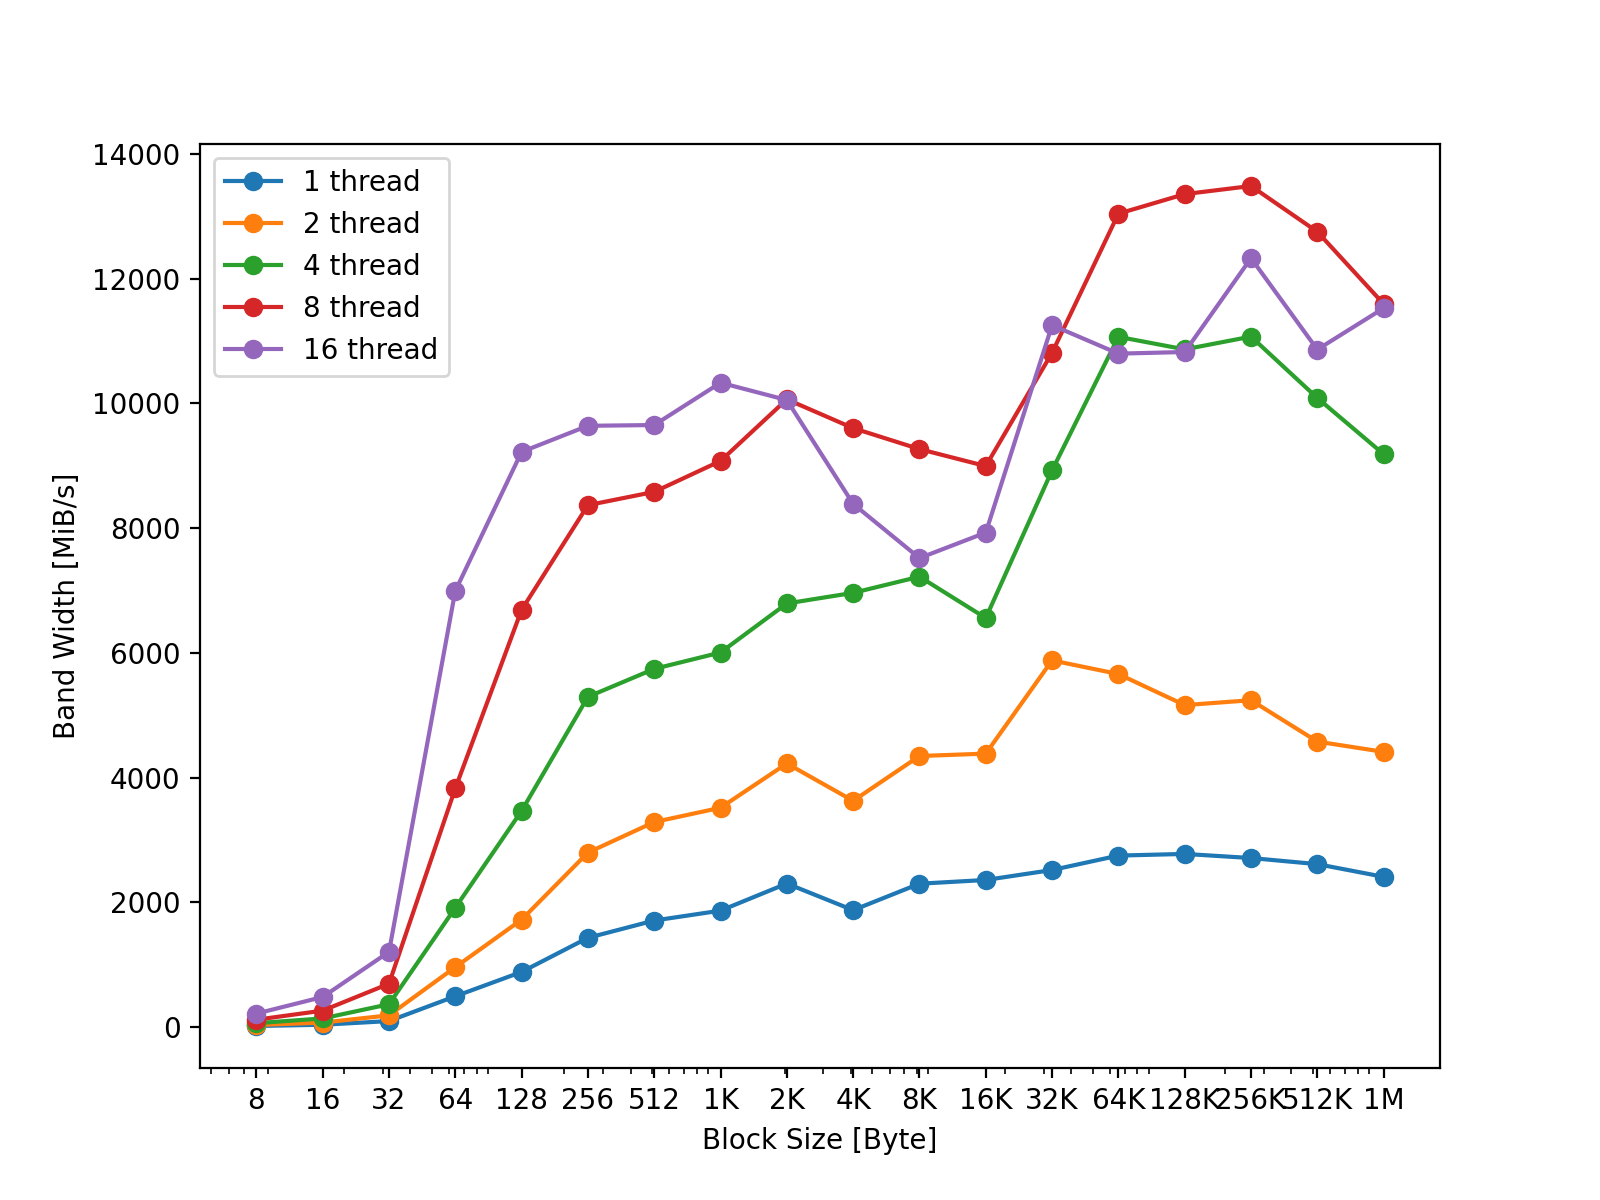 14000
12000
10000
8000
6000
4000
2000
0
Band Width [MiB/s]
1 thread
2 thread
4 thread
8 thread
16 thread
8 16 32 64 128 256 512 1K 2K 4K 8K 16K 32K 64K 128K 256K 512K 1M
Block Size [Byte]